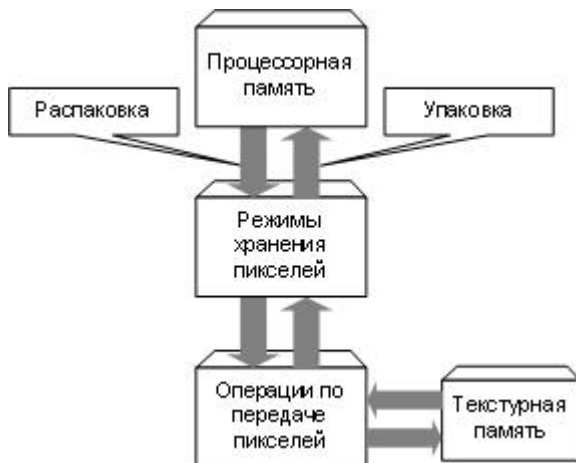 Процессорная
память
Распаковка
Упаковка
Режимы
хранения
пикселей
Операции по
передаче
пикселей
Текстурная
память